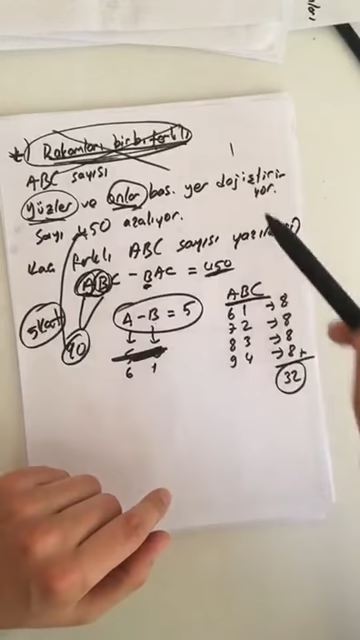 *) Rakamları birbirinden farklı
ABC sayısı
Yüzler ve onlar bas. yer değiştiriyor.
Sayı 450 azalıyor.
Kaç farklı ABC sayısı yazılabilir
ABC - BAC = 450
90
A - B = 5
6 1
ABC
6 1 → 8
7 2 → 8
8 3 → 8
9 4 → 8+
32